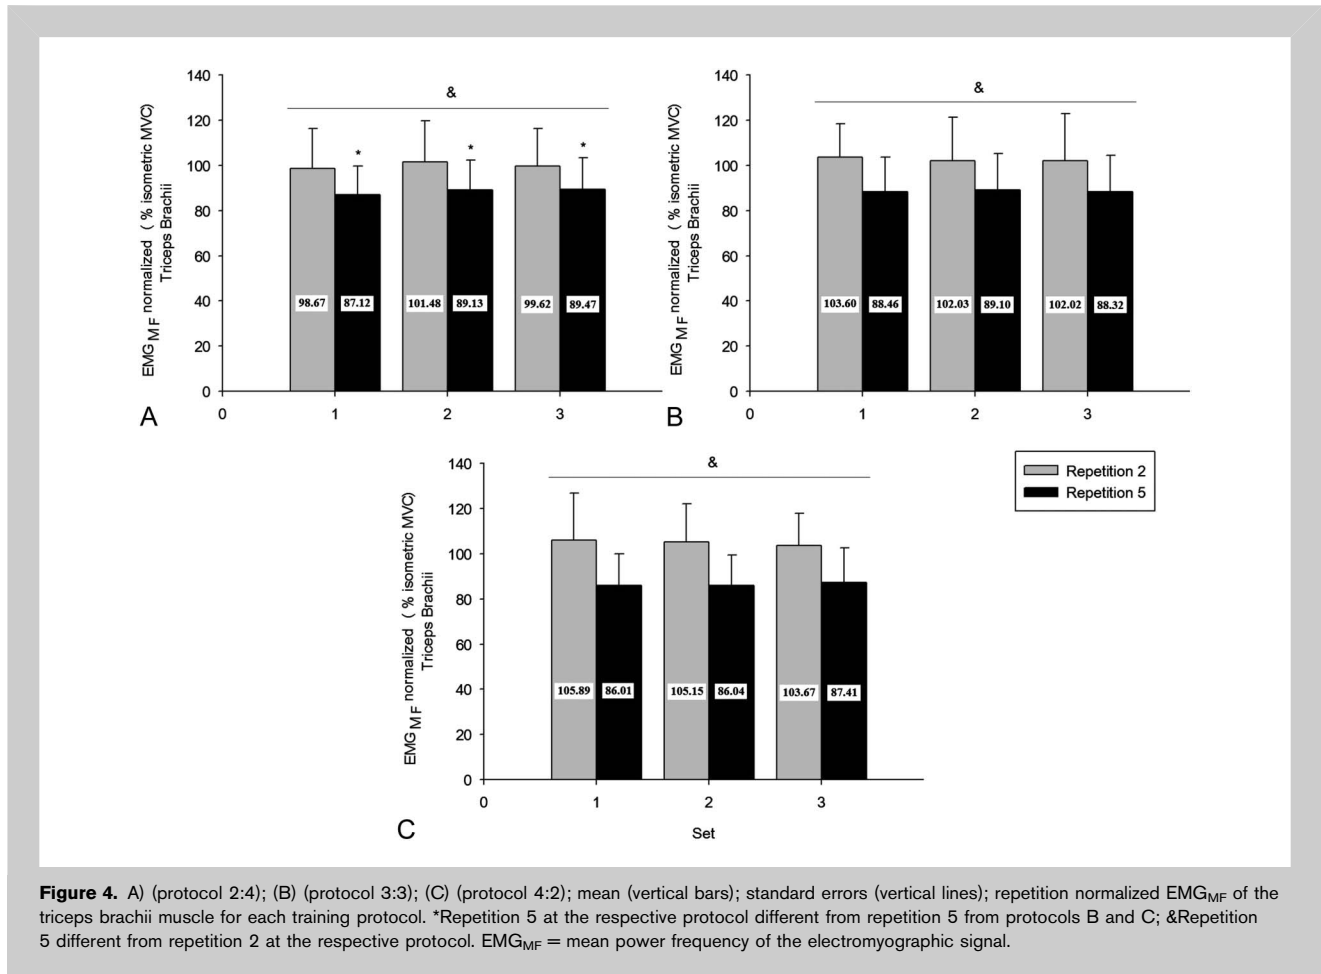 140
120
100
80
60
40
20
0
EMG MF normalized ( % isometric MVC)
Triceps Brachii
&
*
*
*
98.67 87.12 101.48 89.13 99.62 89.47
0 1 2 3
A
140
120
100
80
60
40
20
0
EMG MF normalized ( % isometric MVC)
Triceps Brachii
&
103.60 88.46 102.03 89.10 102.02 88.32
0 1 2 3
B
140
120
100
80
60
40
20
0
EMG MF normalized ( % isometric MVC)
Triceps Brachii
&
105.89 86.01 105.15 86.04 103.67 87.41
0 1 2 3
C
Set
Repetition 2
Repetition 5
Figure 4. A) (protocol 2:4); (B) (protocol 3:3); (C) (protocol 4:2); mean (vertical bars); standard errors (vertical lines); repetition normalized EMGMF of the
triceps brachii muscle for each training protocol. *Repetition 5 at the respective protocol different from repetition 5 from protocols B and C; &Repetition
5 different from repetition 2 at the respective protocol. EMGMF = mean power frequency of the electromyographic signal.